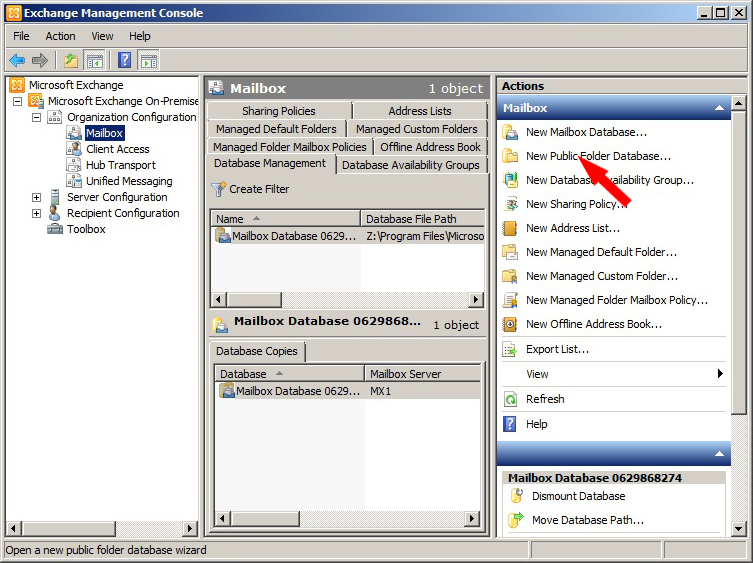 Exchange Management Console
File Action View Help
Microsoft Exchange
Microsoft Exchange On-Premise
Organization Configuration
Mailbox
Client Access
Hub Transport
Unified Messaging
Server Configuration
Recipient Configuration
Toolbox
Mailbox 1 object
Sharing Policies Address Lists
Managed Default Folders Managed Custom Folders
Managed Folder Mailbox Policies Offline Address Book
Database Management Database Availability Groups
Create Filter
Name Database File Path
Mailbox Database 0629... Z:\Program Files\Microso
Mailbox Database 0629868... 1 object
Database Copies
Database Mailbox Server
Mailbox Database 0629... MX1
Actions
Mailbox
New Mailbox Database...
New Public Folder Database...
New Database Availability Group...
New Sharing Policy...
New Address List...
New Managed Default Folder...
New Managed Custom Folder...
New Managed Folder Mailbox Policy...
New Offline Address Book...
Export List...
View
Refresh
Help
Mailbox Database 0629868274
Dismount Database
Move Database Path...
Open a new public folder database wizard